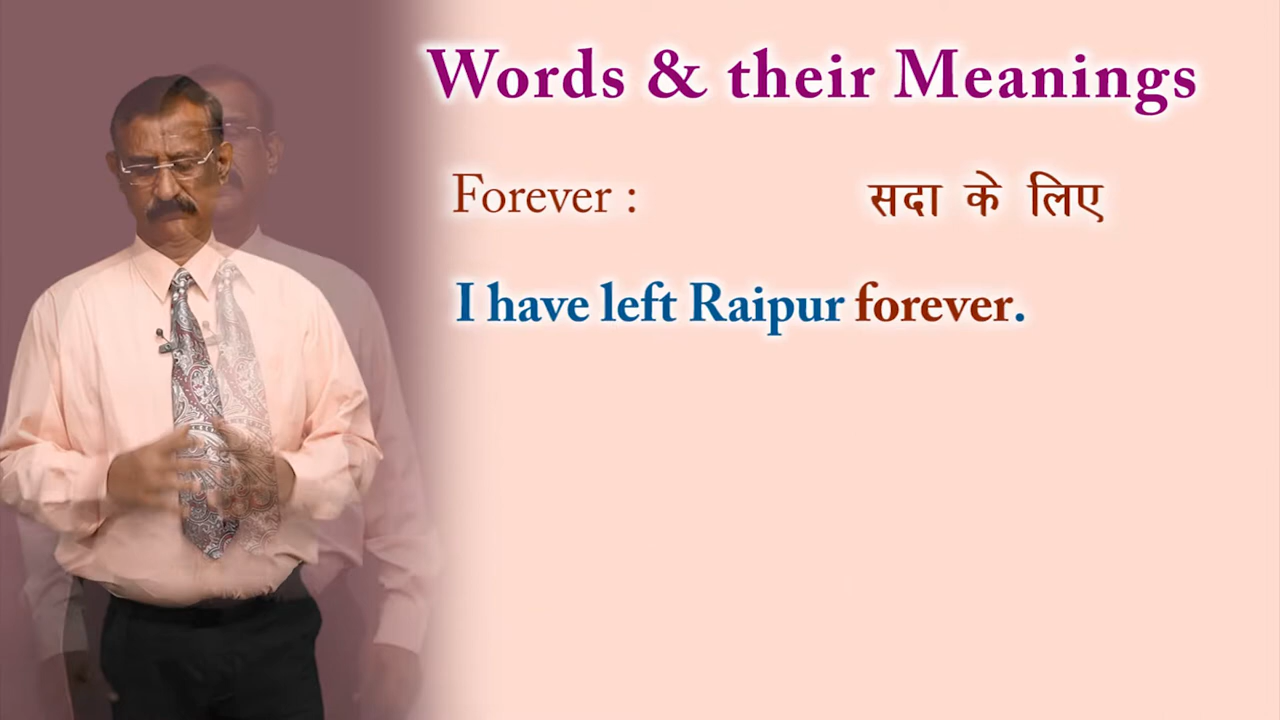 Words & their Meanings
Forever : सदा के लिए
I have left Raipur forever.